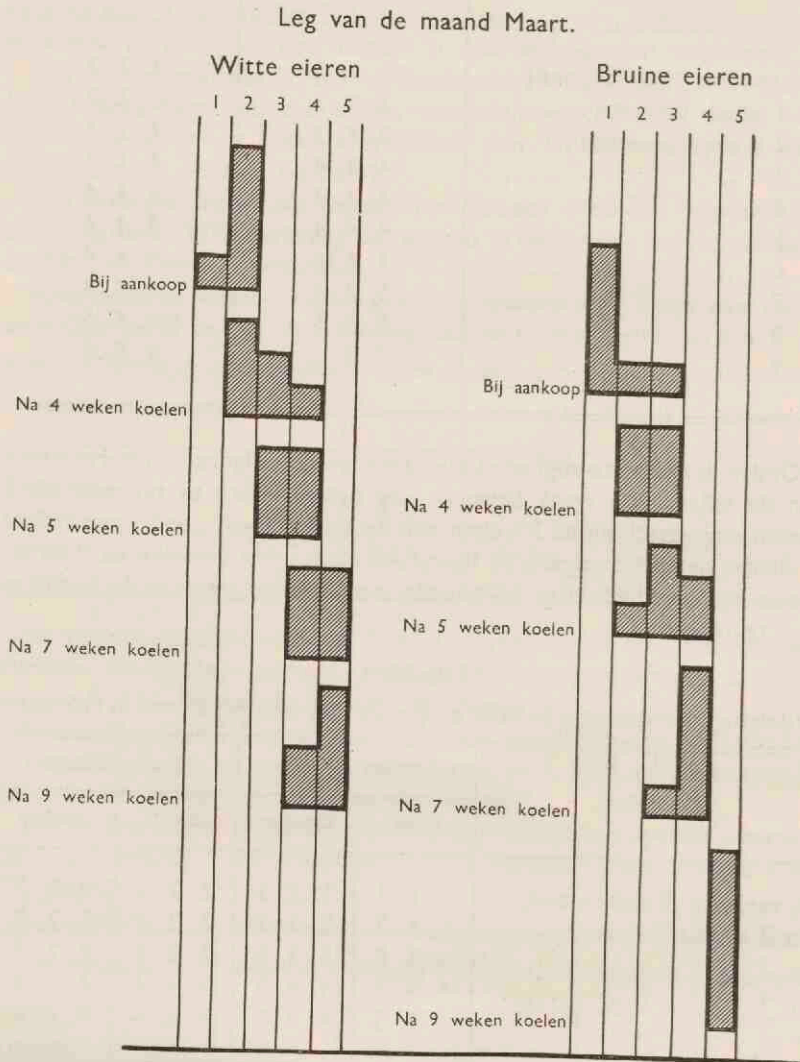 Leg van de maand Maart.
Witte eieren
1 2 3 4 5
Bij aankoop
Na 4 weken koelen
Na 5 weken koelen
Na 7 weken koelen
Na 9 weken koelen
Bruine eieren
1 2 3 4 5
Bij aankoop
Na 4 weken koelen
Na 5 weken koelen
Na 7 weken koelen
Na 9 weken koelen